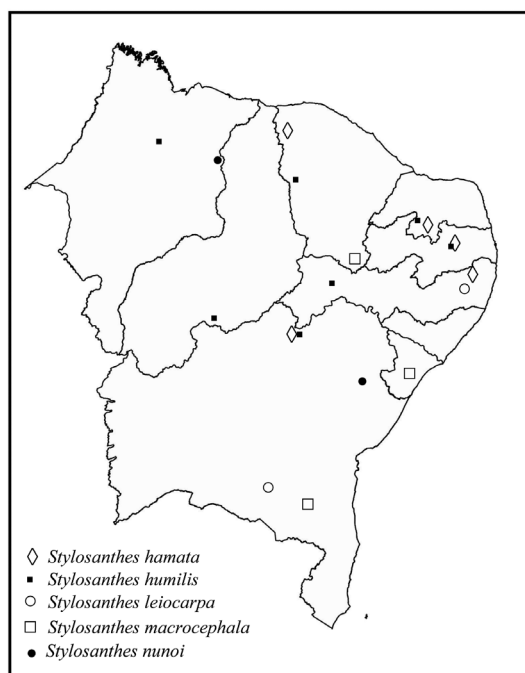 Stylosanthes hamata
Stylosanthes humilis
Stylosanthes leiocarpa
Stylosanthes macrocephala
Stylosanthes nunoi